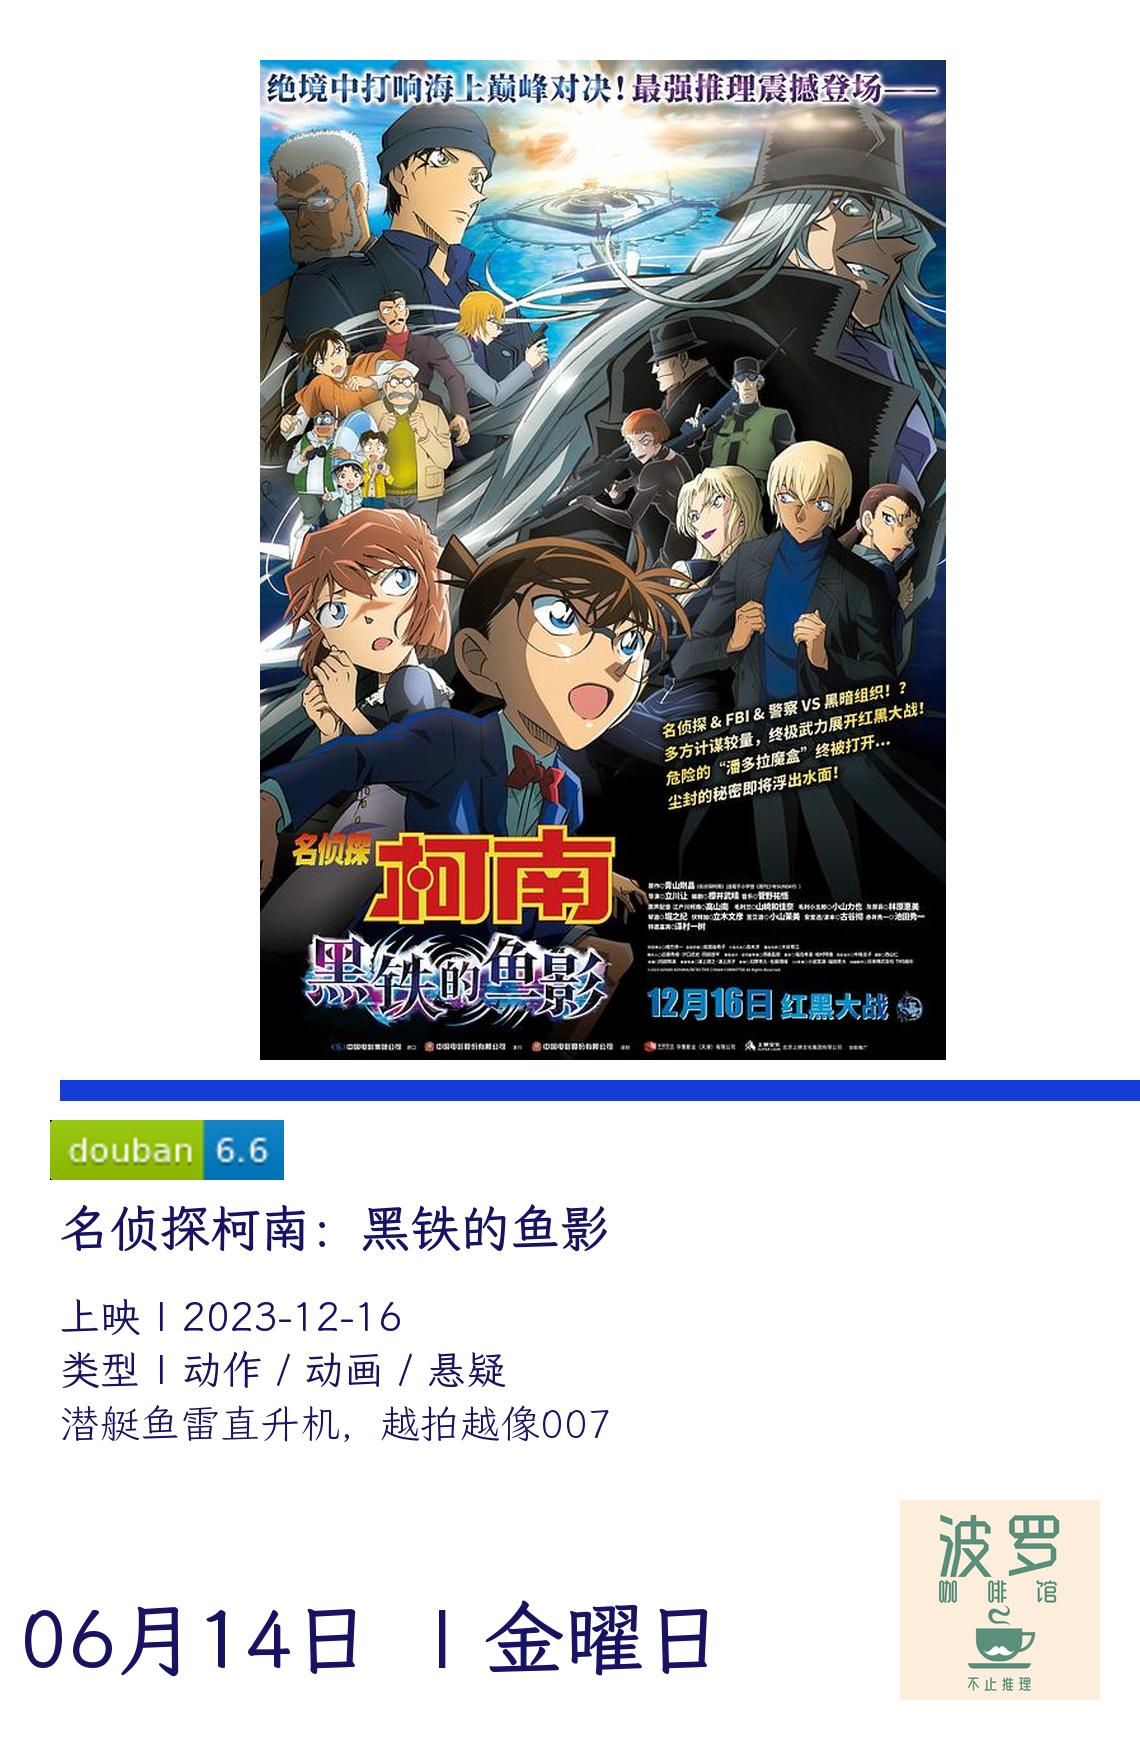 绝境中打响海上巅峰对决！最强推理震撼登场——
名侦探 & FBI & 警察 VS 黑暗组织！？
多方计谋较量，终极武力展开红黑大战！
危险的“潘多拉魔盒”终被打开…
尘封的秘密即将浮出水面！
名侦探
柯南
黑铁的鱼影
12月16日 红黑大战
douban 6.6
名侦探柯南：黑铁的鱼影
上映 | 2023-12-16
类型 | 动作 / 动画 / 悬疑
潜艇鱼雷直升机，越拍越像007
波罗
咖啡馆
不止推理
06月14日 | 金曜日